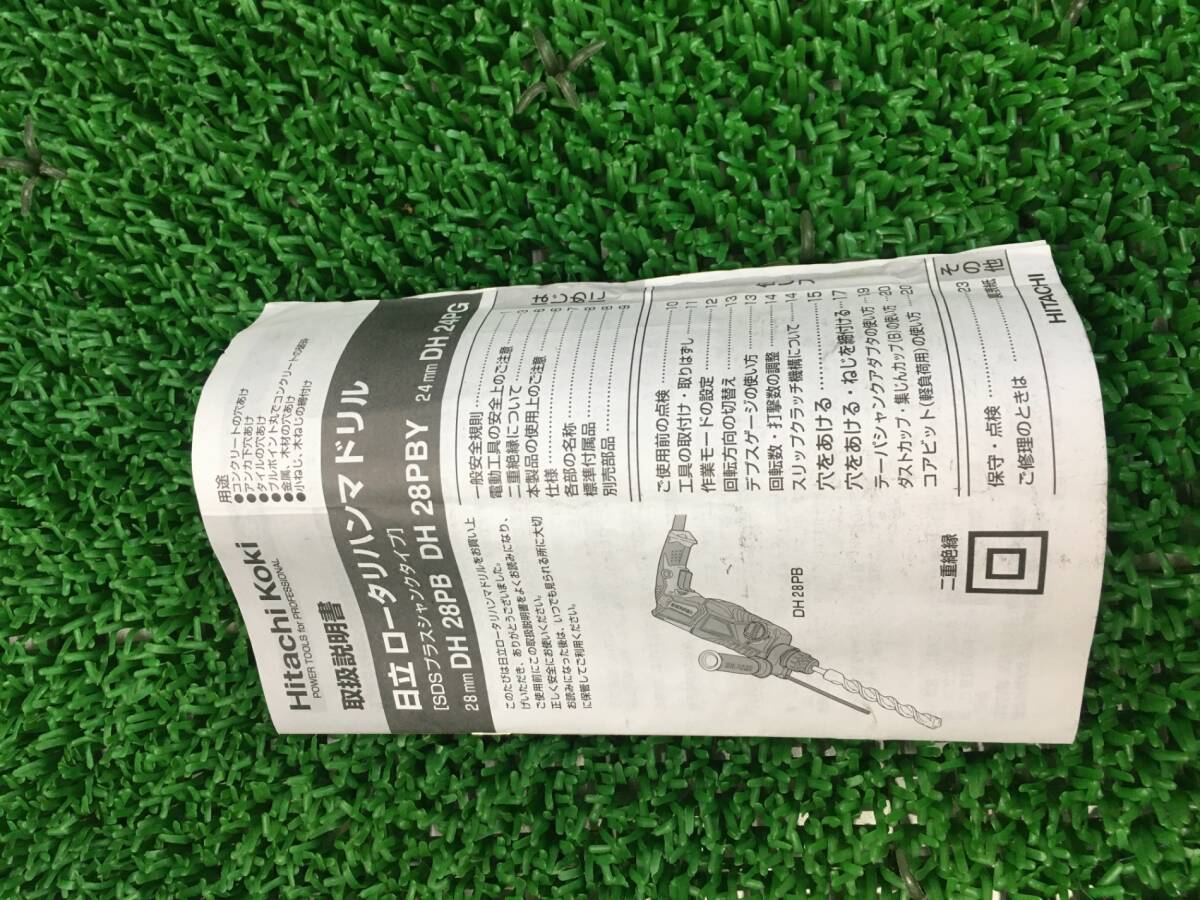 Hitachi Koki
POWER TOOLS for PROFESSIONAL
取扱説明書
用途
●コンクリートの穴あけ
●アンカ下穴あけ
●タイルの穴あけ
●ブルポイント丸でコンクリートの破砕
●金属、木材の穴あけ
●小ねじ、木ねじの締付け
日立 ロータリハンマドリル
[SDSプラスシャンクタイプ]
28mm DH 28PB DH 28PBY 24mm DH 24PG
このたびは日立ロータリハンマドリルをお買い上
げいただき、ありがとうございました。
ご使用前にこの取扱説明書をよくお読みになり、
正しく安全にお使いください。
お読みになった後は、いつでも見られる所に大切
に保管してご利用ください。
DH 28PB
二重絶縁
はじめに
一般安全規則
電動工具の安全上のご注意
二重絶縁について
本製品の使用上のご注意
仕様
各部の名称
標準付属品
別売部品
ご使用前の点検 10
工具の取付け・取りはずし 11
作業モードの設定 12
回転方向の切替え 13
デプスゲージの使い方 13
回転数・打撃数の調整 14
スリップクラッチ機構について 14
穴をあける 15
穴をあける・ねじを締付ける 17
テーパシャンクアダプタの使い方 19
ダストカップ・集じんカップ(B)の使い方 20
コアビット(軽負荷用)の使い方 20
その他
保守・点検 23
ご修理のときは 裏表紙
HITACHI